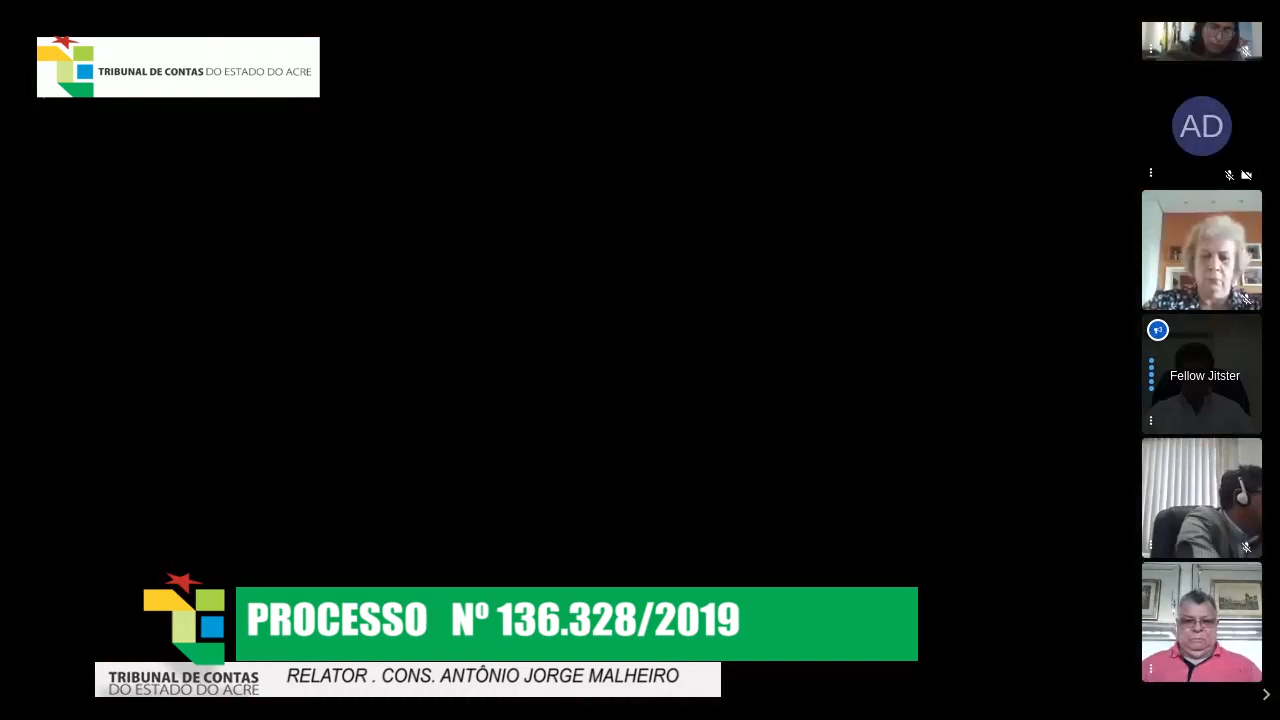 TRIBUNAL DE CONTAS DO ESTADO DO ACRE
AD
Fellow Jitster
PROCESSO Nº 136.328/2019
RELATOR . CONS. ANTÔNIO JORGE MALHEIRO
TRIBUNAL DE CONTAS
DO ESTADO DO ACRE